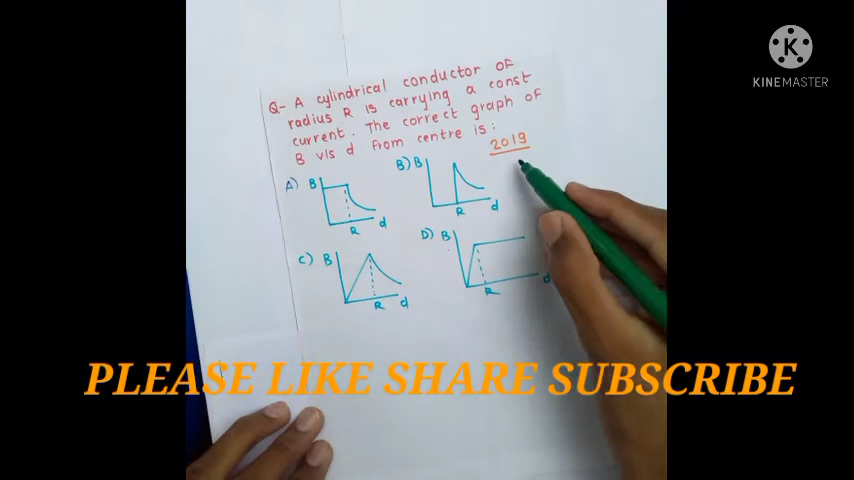 KINEMASTER
Q- A cylindrical conductor of
radius R is carrying a const
current. The correct graph of
B v/s d from centre is:
2019
A) B R d
B) B R d
C) B R d
D) B R d
PLEASE LIKE SHARE SUBSCRIBE